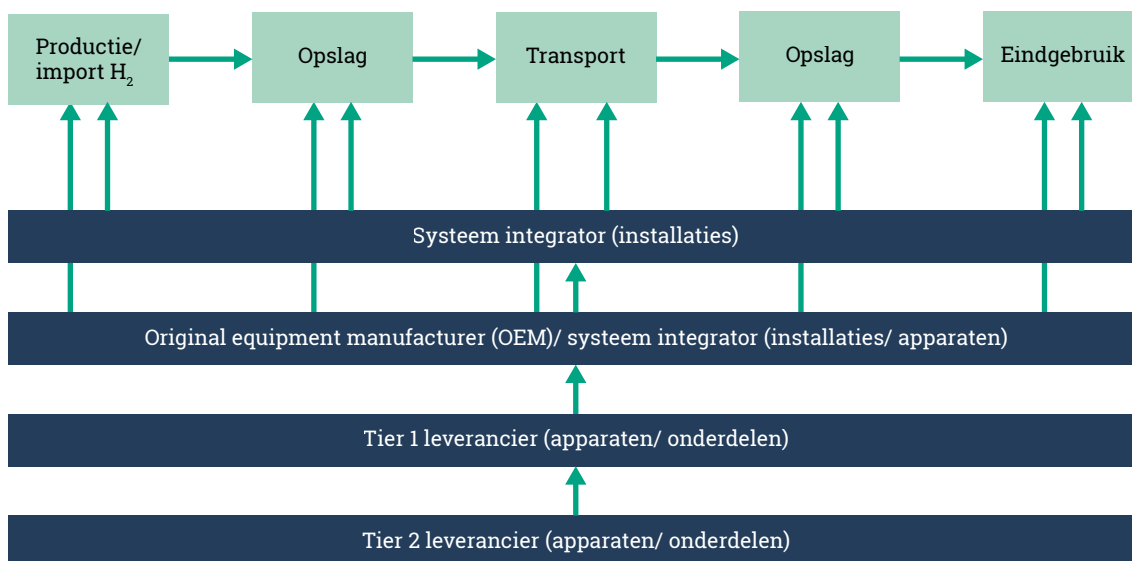 Productie/
import H₂
Opslag
Transport
Opslag
Eindgebruik
Systeem integrator (installaties)
Original equipment manufacturer (OEM)/ systeem integrator (installaties/ apparaten)
Tier 1 leverancier (apparaten/ onderdelen)
Tier 2 leverancier (apparaten/ onderdelen)